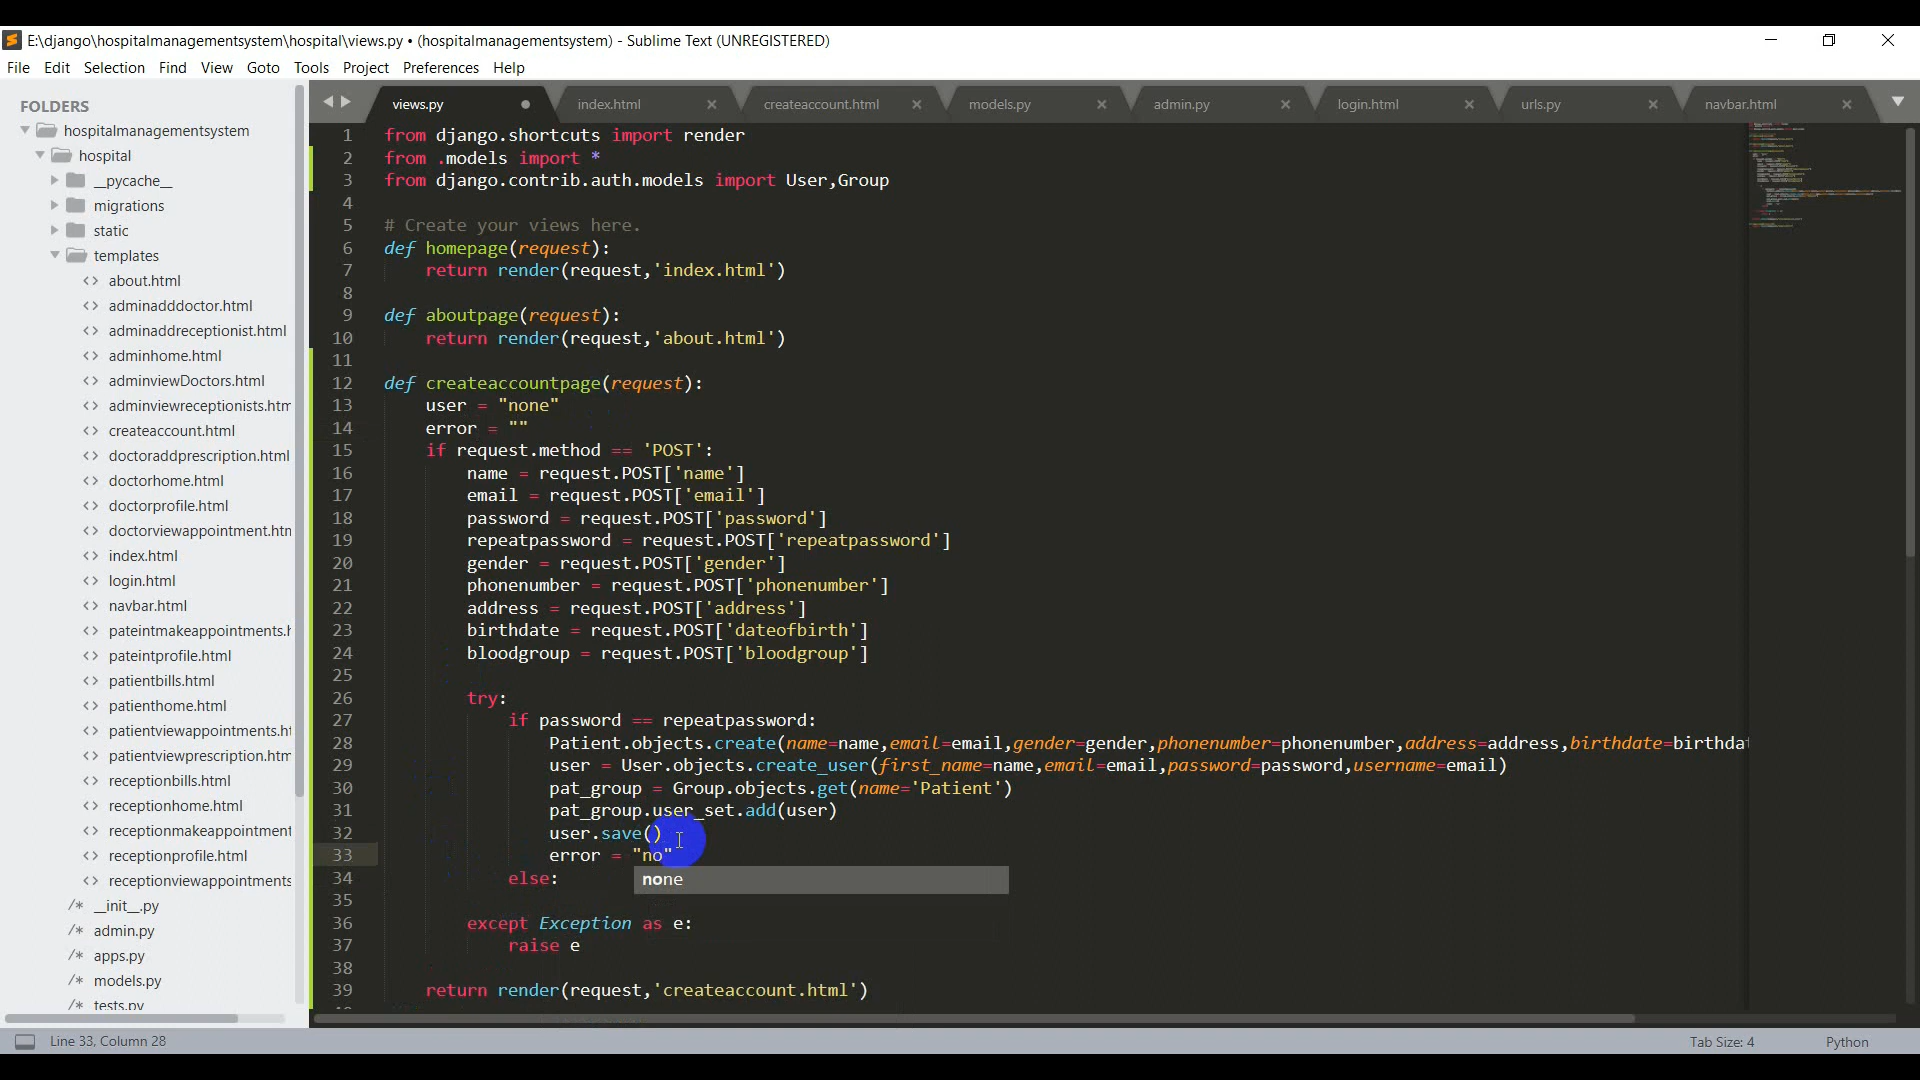 E:\django\hospitalmanagementsystem\hospital\views.py • (hospitalmanagementsystem) - Sublime Text (UNREGISTERED)
File Edit Selection Find View Goto Tools Project Preferences Help
FOLDERS
hospitalmanagementsystem
hospital
__pycache__
migrations
static
templates
about.html
adminadddoctor.html
adminaddreceptionist.html
adminhome.html
adminviewDoctors.html
adminviewreceptionists.htm
createaccount.html
doctoraddprescription.html
doctorhome.html
doctorprofile.html
doctorviewappointment.htn
index.html
login.html
navbar.html
pateintmakeappointments.h
pateintprofile.html
patientbills.html
patienthome.html
patientviewappointments.ht
patientviewprescription.htm
receptionbills.html
receptionhome.html
receptionmakeappointment
receptionprofile.html
receptionviewappointments
/* __init__.py
/* admin.py
/* apps.py
/* models.py
/* tests.py
views.py index.html createaccount.html models.py admin.py login.html urls.py navbar.html
1 from django.shortcuts import render
2 from .models import *
3 from django.contrib.auth.models import User,Group
4
5 # Create your views here.
6 def homepage(request):
7 return render(request,'index.html')
8
9 def aboutpage(request):
10 return render(request,'about.html')
11
12 def createaccountpage(request):
13 user = "none"
14 error = ""
15 if request.method == 'POST':
16 name = request.POST['name']
17 email = request.POST['email']
18 password = request.POST['password']
19 repeatpassword = request.POST['repeatpassword']
20 gender = request.POST['gender']
21 phonenumber = request.POST['phonenumber']
22 address = request.POST['address']
23 birthdate = request.POST['dateofbirth']
24 bloodgroup = request.POST['bloodgroup']
25
26 try:
27 if password == repeatpassword:
28 Patient.objects.create(name=name,email=email,gender=gender,phonenumber=phonenumber,address=address,birthdate=birthdat
29 user = User.objects.create_user(first_name=name,email=email,password=password,username=email)
30 pat_group = Group.objects.get(name='Patient')
31 pat_group.user_set.add(user)
32 user.save()
33 error = "no"
34 else:
none
35
36 except Exception as e:
37 raise e
38
39 return render(request,'createaccount.html')
Line 33, Column 28 Tab Size: 4 Python